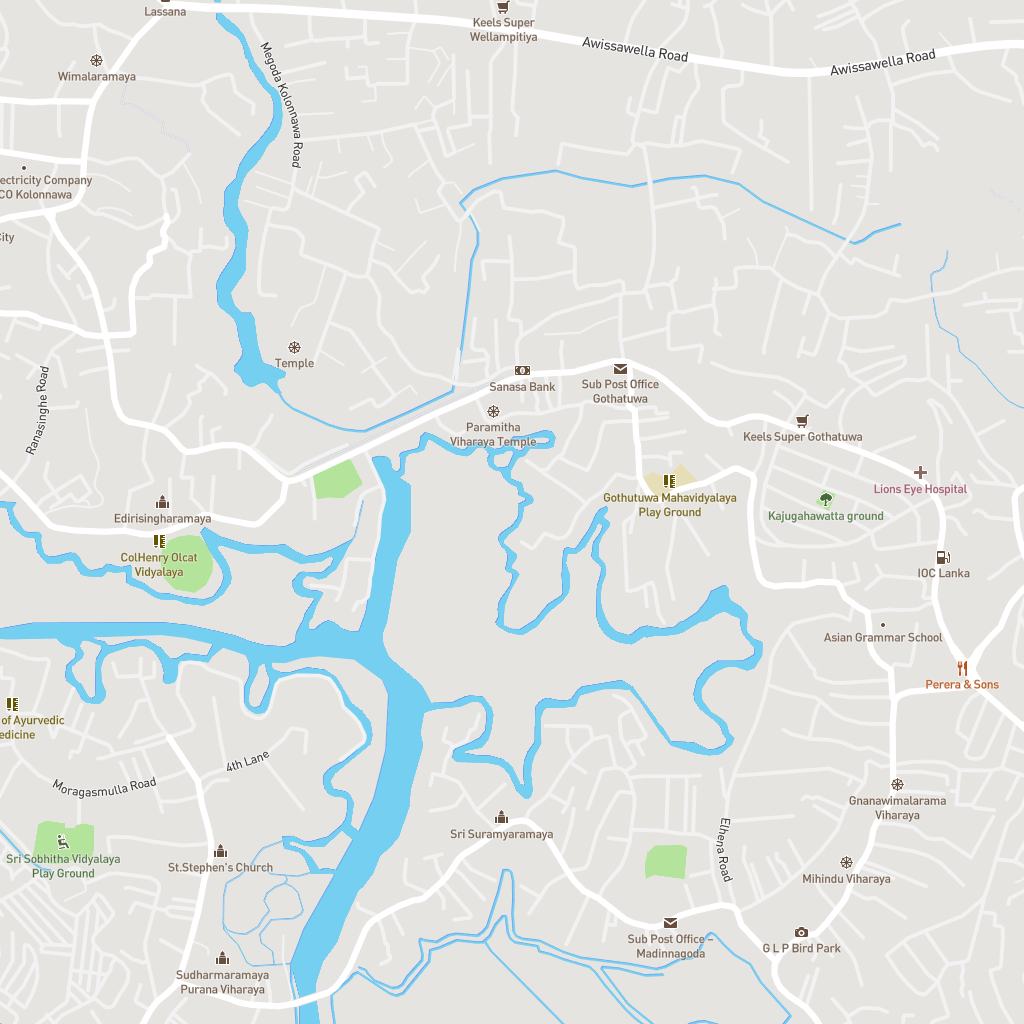 Lassana
Keels Super
Wellampitiya
Awissawella Road
Awissawella Road
Wimalaramaya
Megoda Kolonnawa Road
ectricity Company
CO Kolonnawa
City
Temple
Sanasa Bank
Sub Post Office
Gothatuwa
Ranasinghe Road
Paramitha
Viharaya Temple
Keels Super Gothatuwa
Lions Eye Hospital
Gothutuwa Mahavidyalaya
Play Ground
Kajugahawatta ground
Edirisingharamaya
ColHenry Olcat
Vidyalaya
IOC Lanka
Asian Grammar School
Perera & Sons
of Ayurvedic
edicine
4th Lane
Moragasmulla Road
Gnanawimalarama
Viharaya
Sri Suramyaramaya
Elhena Road
Sri Sobhitha Vidyalaya
Play Ground
St.Stephen's Church
Mihindu Viharaya
Sub Post Office –
Madinnagoda
G L P Bird Park
Sudharmaramaya
Purana Viharaya